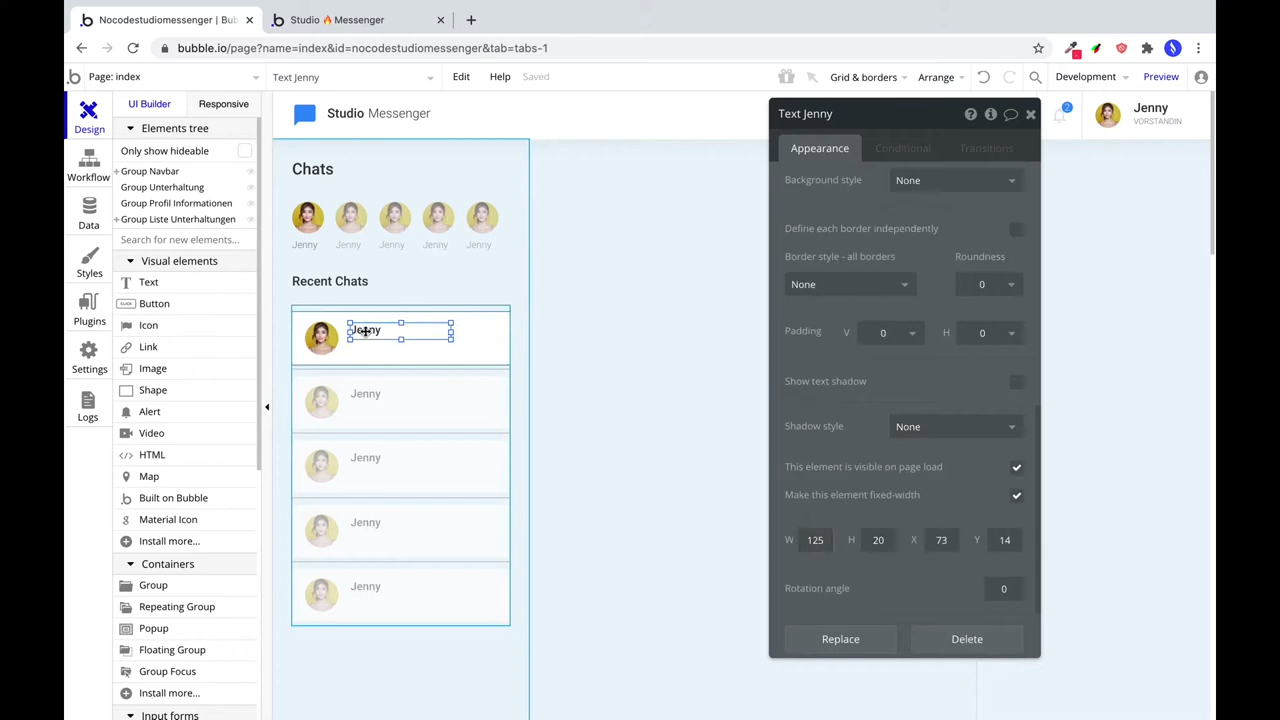 Nocodestudiomessenger | Bub
Studio 🔥 Messenger
bubble.io/page?name=index&id=nocodestudiomessenger&tab=tabs-1
Page: index
Text Jenny
Edit
Help
Saved
Grid & borders
Arrange
Development
Preview
Design
Workflow
Data
Styles
Plugins
Settings
Logs
UI Builder
Responsive
Elements tree
Only show hideable
Group Navbar
Group Unterhaltung
Group Profil Informationen
Group Liste Unterhaltungen
Search for new elements...
Visual elements
Text
CLICK
Button
Icon
Link
Image
Shape
Alert
Video
HTML
Map
Built on Bubble
Material Icon
Install more...
Containers
Group
Repeating Group
Popup
Floating Group
Group Focus
Install more...
Input forms
Studio Messenger
2
Jenny
VORSTANDIN
Chats
Jenny Jenny Jenny Jenny Jenny
Recent Chats
Jenny
Jenny
Jenny
Jenny
Jenny
Text Jenny
Appearance
Conditional
Transitions
Background style
None
Define each border independently
Border style - all borders
Roundness
None
0
Padding
V
0
H
0
Show text shadow
Shadow style
None
This element is visible on page load
Make this element fixed-width
W 125 H 20 X 73 Y 14
Rotation angle
0
Replace
Delete